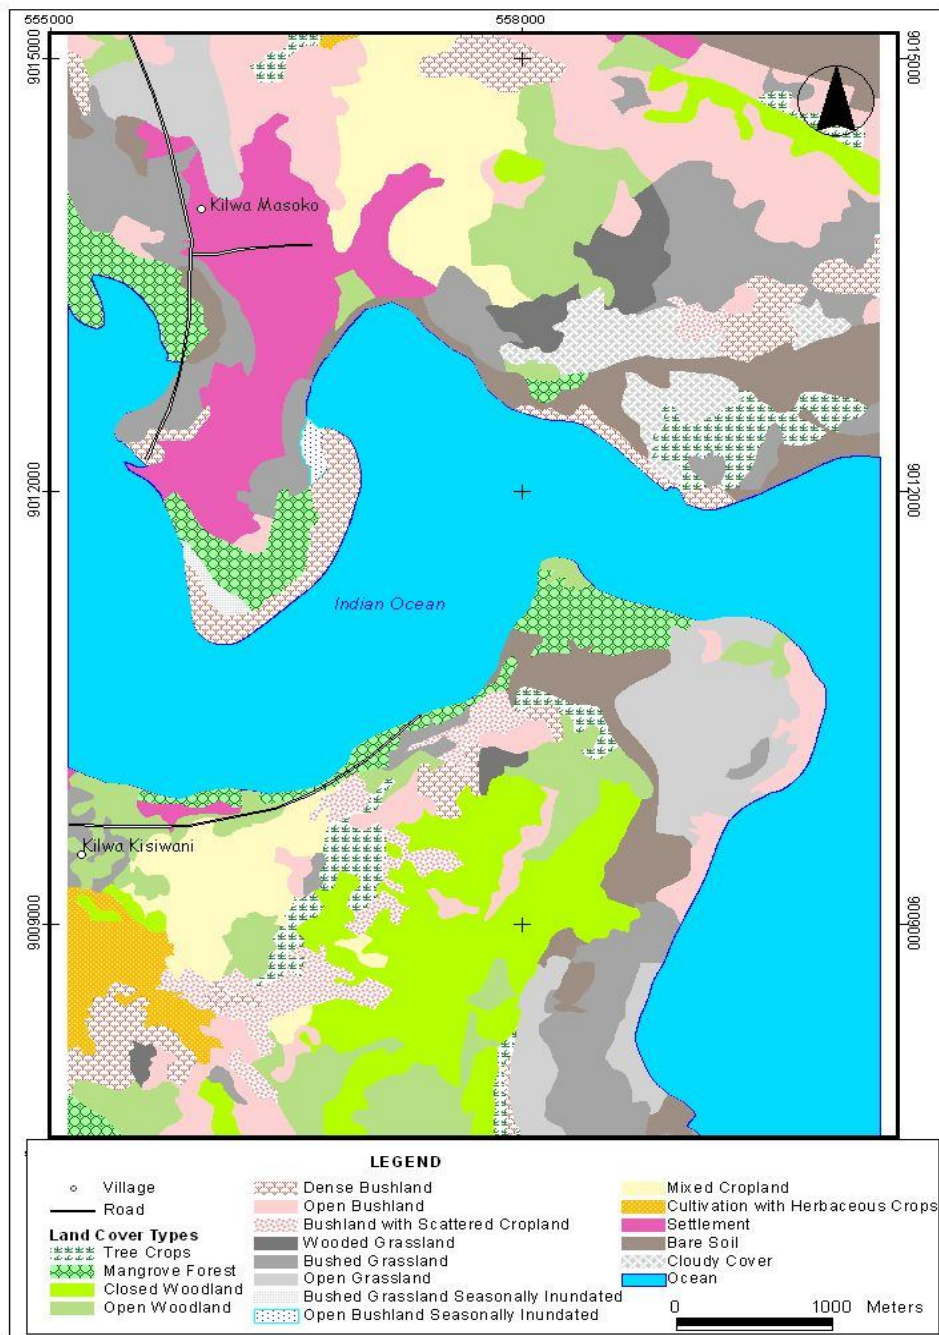 555000 558000
9015000 9015000
Kilwa Masoko
9012000 9012000
Indian Ocean
Kilwa Kisiwani
9009000 9009000
LEGEND
Village
Road
Land Cover Types
Tree Crops
Mangrove Forest
Closed Woodland
Open Woodland
Dense Bushland
Open Bushland
Bushland with Scattered Cropland
Wooded Grassland
Bushed Grassland
Open Grassland
Bushed Grassland Seasonally Inundated
Open Bushland Seasonally Inundated
Mixed Cropland
Cultivation with Herbaceous Crops
Settlement
Bare Soil
Cloudy Cover
Ocean
0 1000 Meters